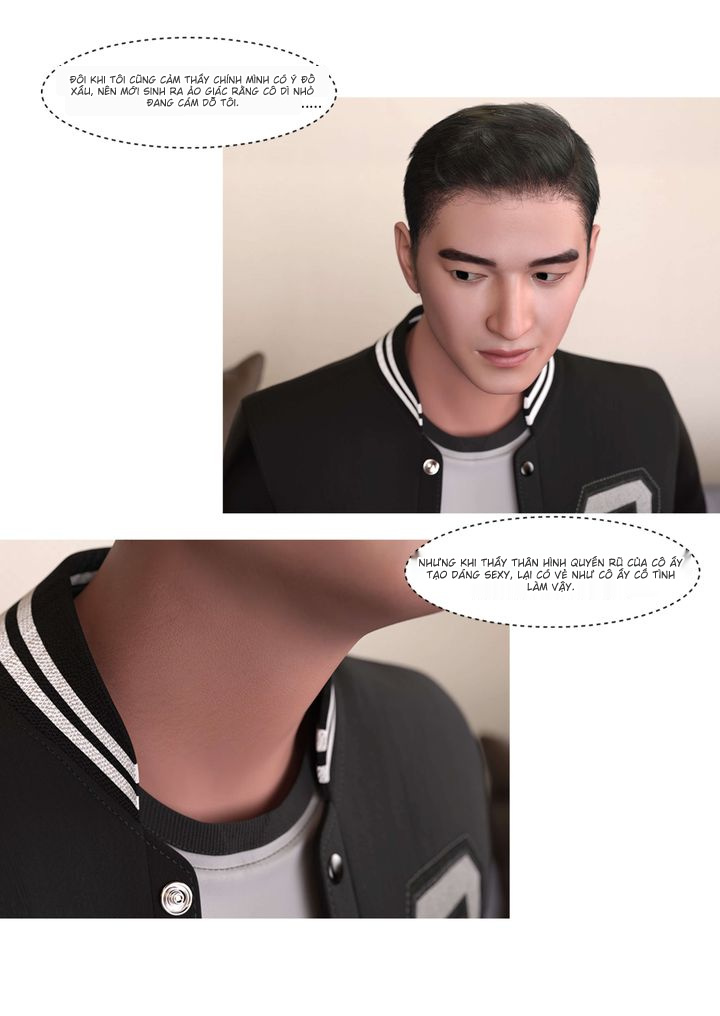 ĐÔI KHI TÔI CŨNG CẢM THẤY CHÍNH MÌNH CÓ Ý ĐỒ
XẤU, NÊN MỚI SINH RA ẢO GIÁC RẰNG CÔ DÌ NHỎ
ĐANG CÁM DỖ TÔI.
.....
NHƯNG KHI THẤY THÂN HÌNH QUYẾN RŨ CỦA CÔ ẤY
TẠO DÁNG SEXY, LẠI CÓ VẺ NHƯ CÔ ẤY CỐ TÌNH
LÀM VẬY.